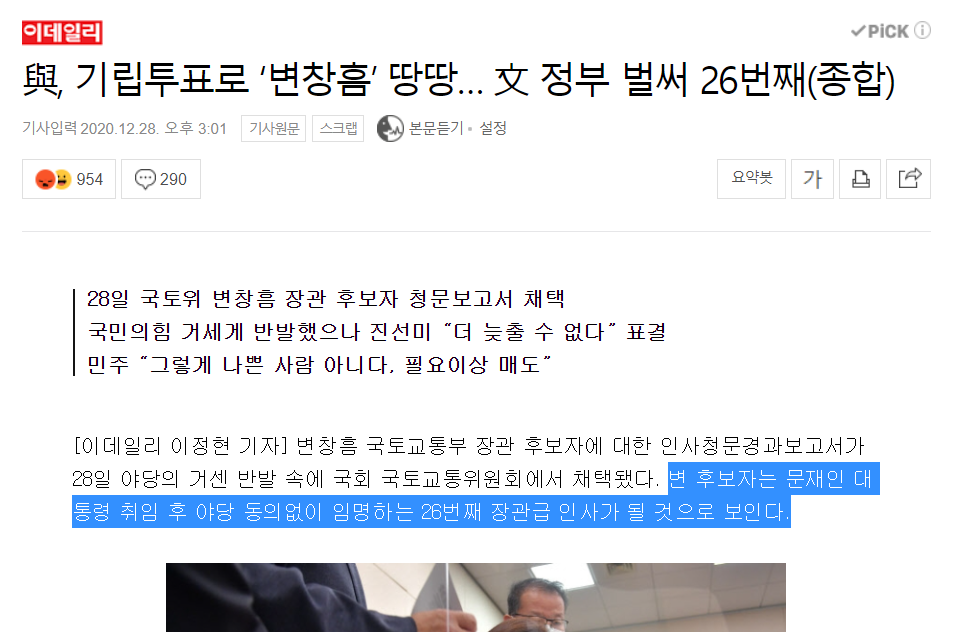 이데일리
PiCK
與, 기립투표로 ‘변창흠’ 땅땅… 文 정부 벌써 26번째(종합)
기사입력 2020.12.28. 오후 3:01 기사원문 스크랩 본문듣기 · 설정
954 290 요약봇 가
28일 국토위 변창흠 장관 후보자 청문보고서 채택
국민의힘 거세게 반발했으나 진선미 “더 늦출 수 없다” 표결
민주 “그렇게 나쁜 사람 아니다, 필요이상 매도”
[이데일리 이정현 기자] 변창흠 국토교통부 장관 후보자에 대한 인사청문경과보고서가
28일 야당의 거센 반발 속에 국회 국토교통위원회에서 채택됐다. 변 후보자는 문재인 대
통령 취임 후 야당 동의없이 임명하는 26번째 장관급 인사가 될 것으로 보인다.